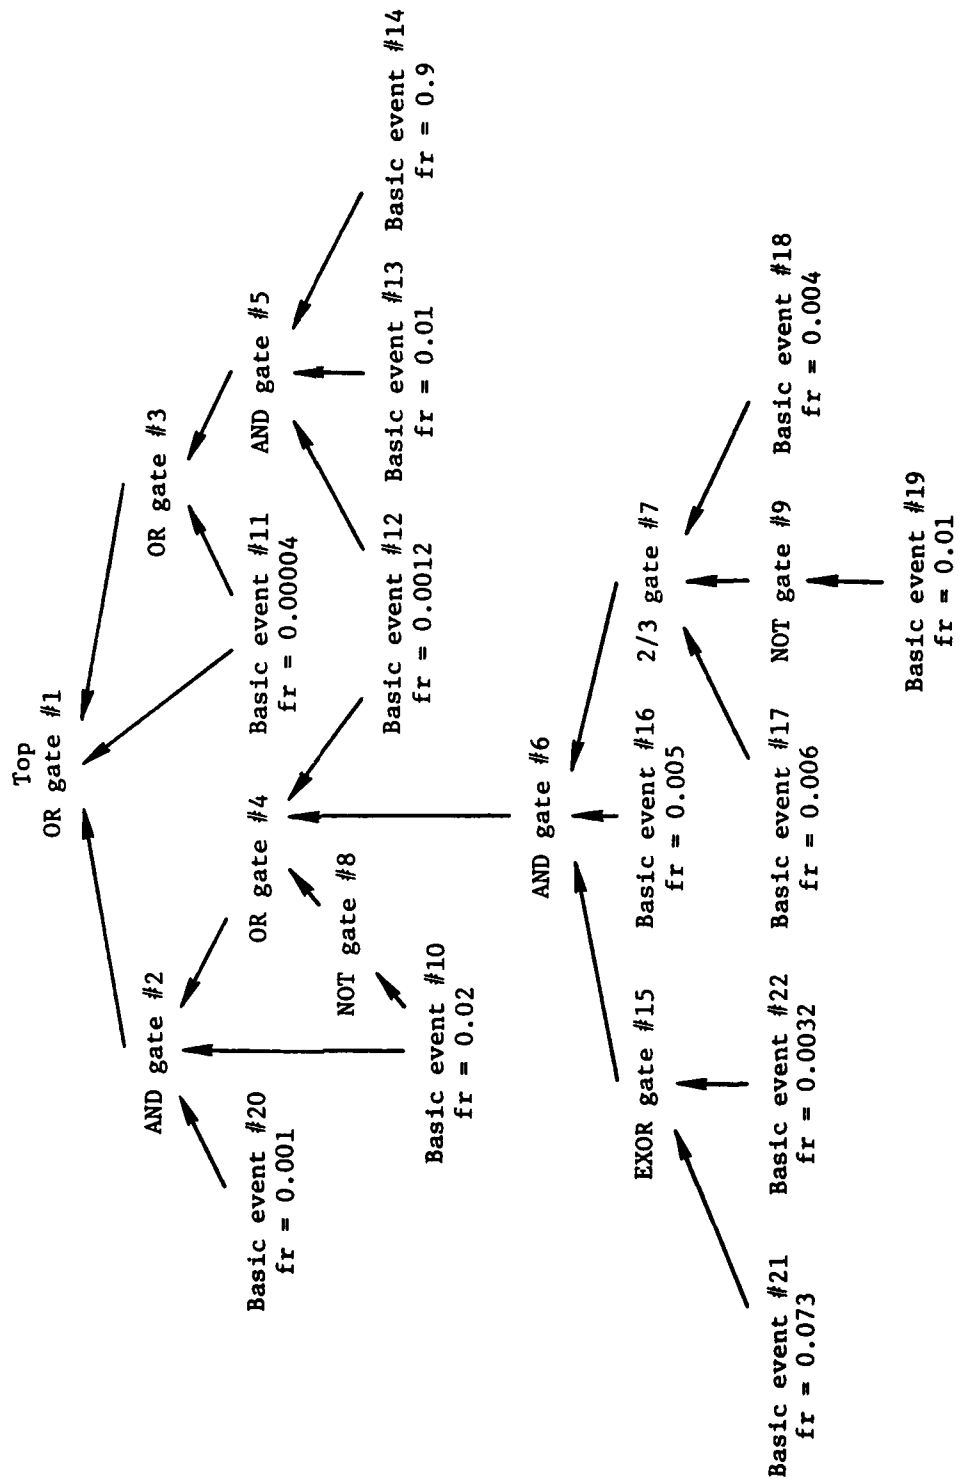 Top
OR gate #1
AND gate #2
OR gate #3
Basic event #20
fr = 0.001
OR gate #4
Basic event #11
fr = 0.00004
AND gate #5
NOT gate #8
Basic event #10
fr = 0.02
Basic event #12
fr = 0.0012
Basic event #13
fr = 0.01
Basic event #14
fr = 0.9
AND gate #6
EXOR gate #15
Basic event #16
fr = 0.005
2/3 gate #7
Basic event #21
fr = 0.073
Basic event #22
fr = 0.0032
Basic event #17
fr = 0.006
NOT gate #9
Basic event #18
fr = 0.004
Basic event #19
fr = 0.01